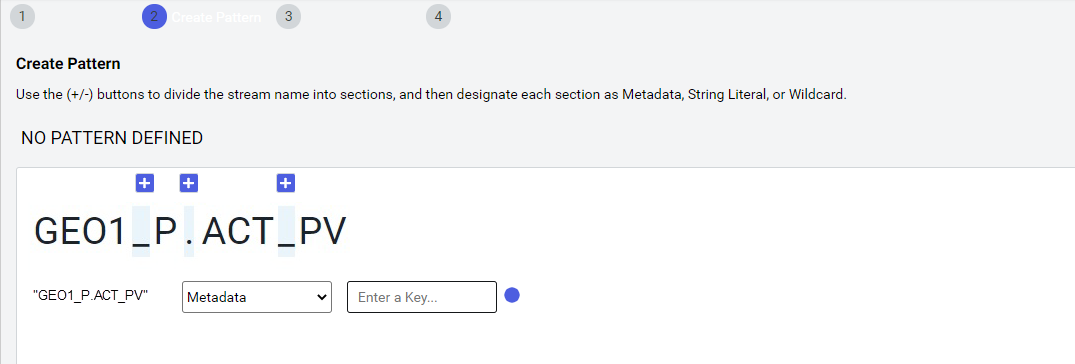 1 2 Create Pattern 3 4
Create Pattern
Use the (+/-) buttons to divide the stream name into sections, and then designate each section as Metadata, String Literal, or Wildcard.
NO PATTERN DEFINED
+ + +
GEO1_P.ACT_PV
"GEO1_P.ACT_PV" Metadata Enter a Key...